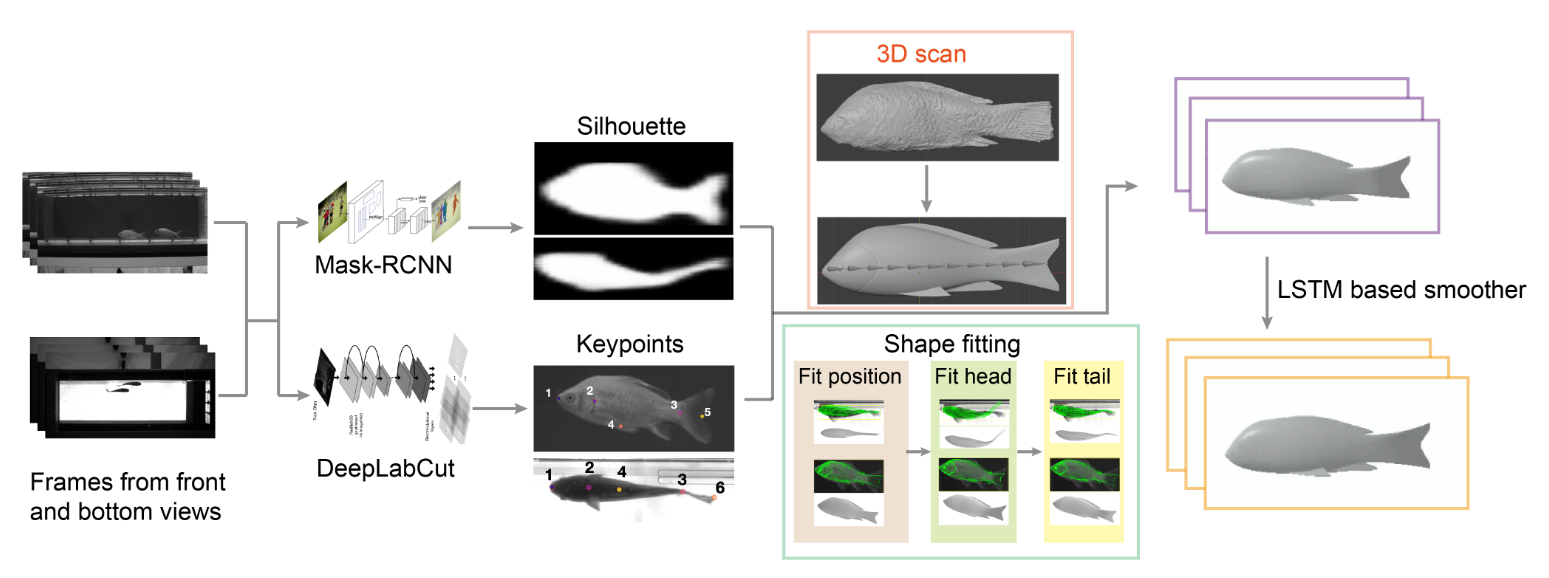 3D scan
Silhouette
Mask-RCNN
LSTM based smoother
Keypoints
1
2
3
4
5
1
2
4
3
6
DeepLabCut
Frames from front
and bottom views
Shape fitting
Fit position
Fit head
Fit tail